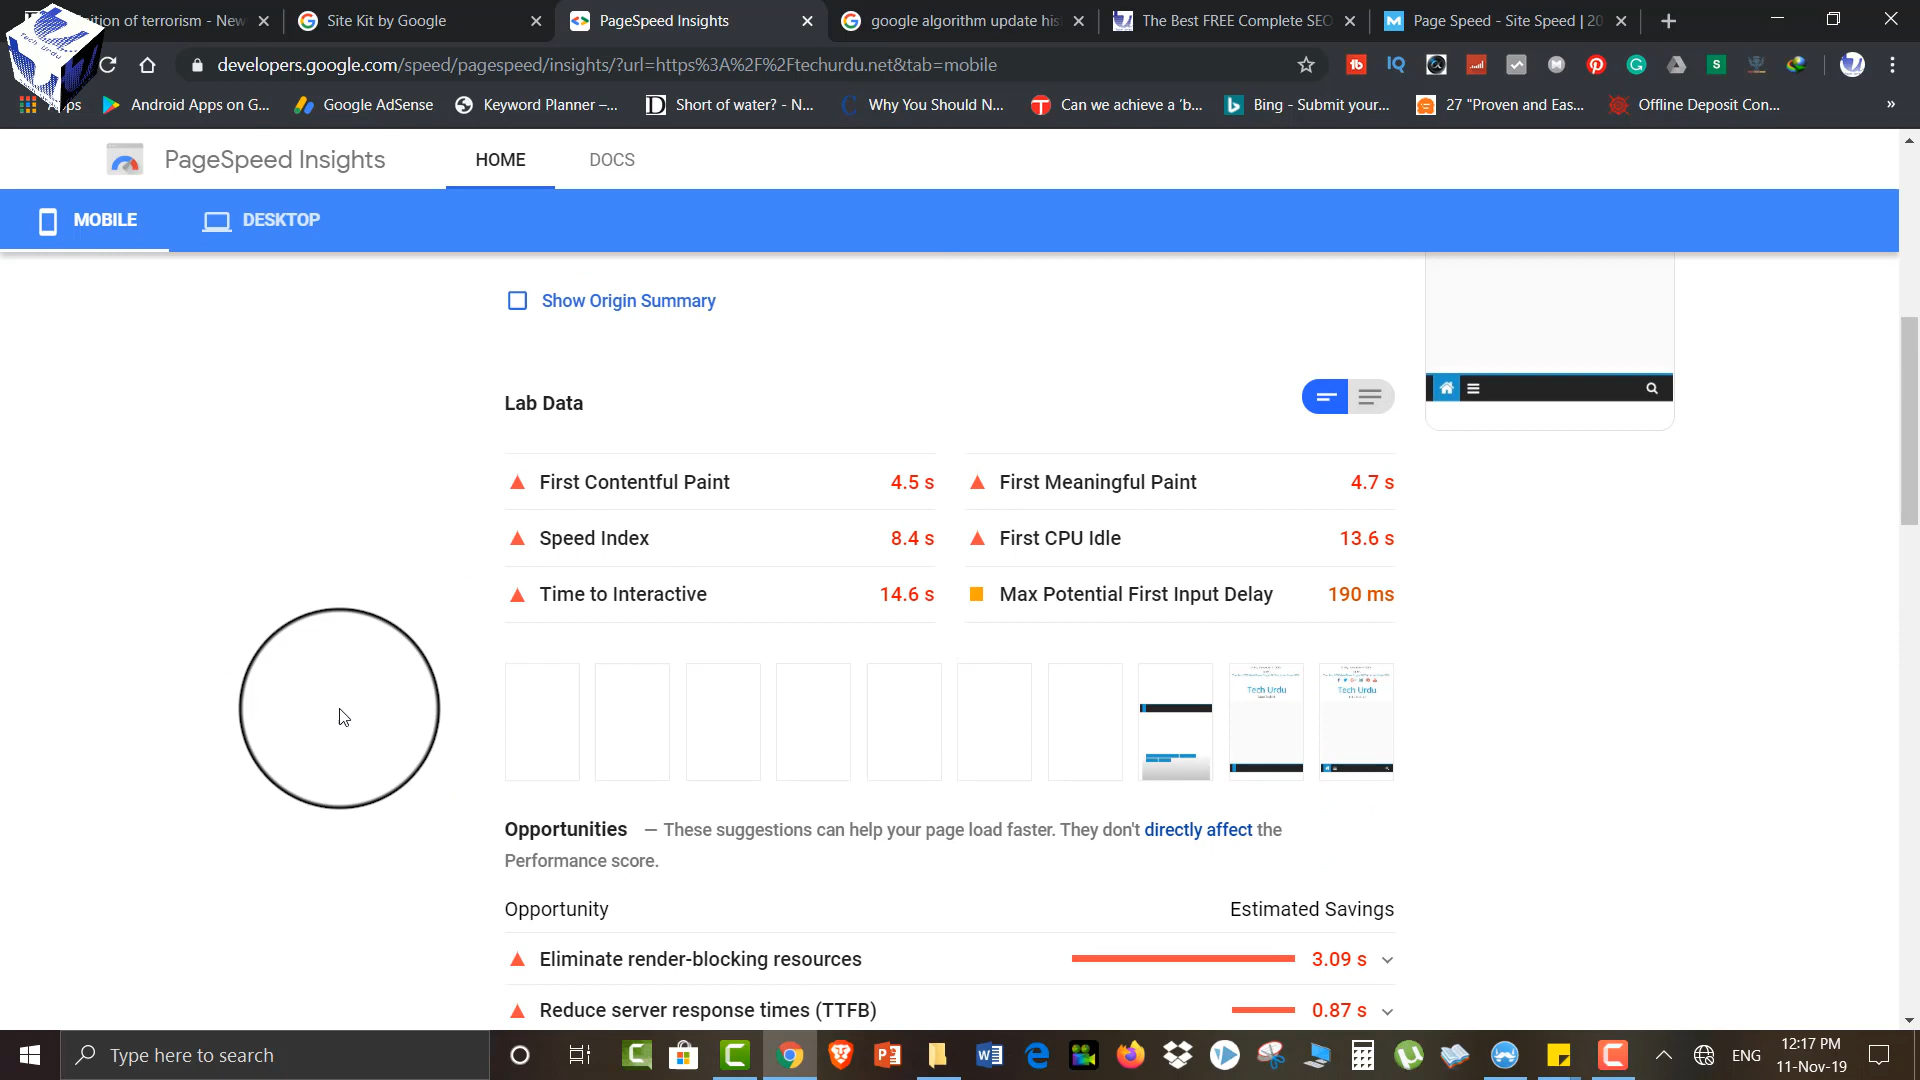 nition of terrorism - New
Site Kit by Google
PageSpeed Insights
google algorithm update his
The Best FREE Complete SEO
Page Speed - Site Speed | 20
Tech Urdu
developers.google.com/speed/pagespeed/insights/?url=https%3A%2F%2Ftechurdu.net&tab=mobile
Apps
Android Apps on G...
Google AdSense
Keyword Planner –...
Short of water? - N...
Why You Should N...
Can we achieve a 'b...
Bing - Submit your...
27 "Proven and Eas...
Offline Deposit Con...
»
PageSpeed Insights
HOME
DOCS
MOBILE
DESKTOP
Show Origin Summary
Lab Data
First Contentful Paint 4.5 s
First Meaningful Paint 4.7 s
Speed Index 8.4 s
First CPU Idle 13.6 s
Time to Interactive 14.6 s
Max Potential First Input Delay 190 ms
Tech Urdu
Tech Urdu
Opportunities — These suggestions can help your page load faster. They don't directly affect the
Performance score.
Opportunity Estimated Savings
Eliminate render-blocking resources 3.09 s
Reduce server response times (TTFB) 0.87 s
Type here to search
ENG
12:17 PM
11-Nov-19